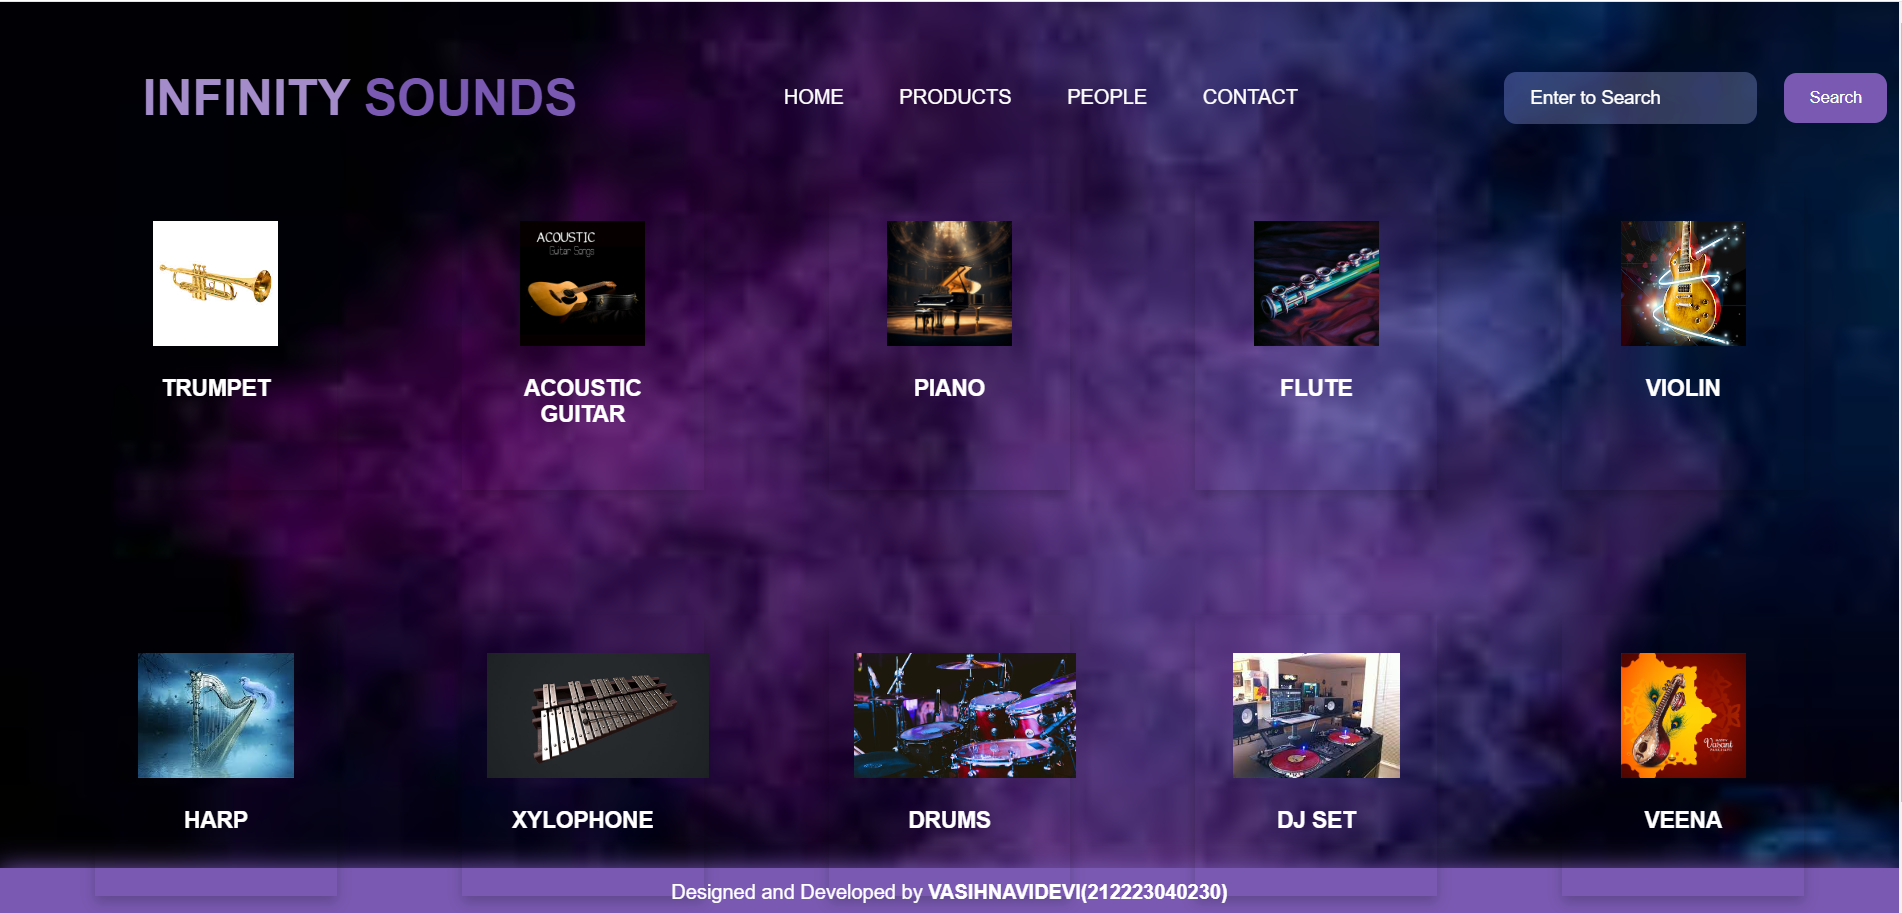 INFINITY SOUNDS
HOME PRODUCTS PEOPLE CONTACT
Enter to Search
Search
ACOUSTIC
Guitar Songs
TRUMPET
ACOUSTIC
GUITAR
PIANO
FLUTE
VIOLIN
Vasant
HARP
XYLOPHONE
DRUMS
DJ SET
VEENA
Designed and Developed by VASIHNAVIDEVI(212223040230)